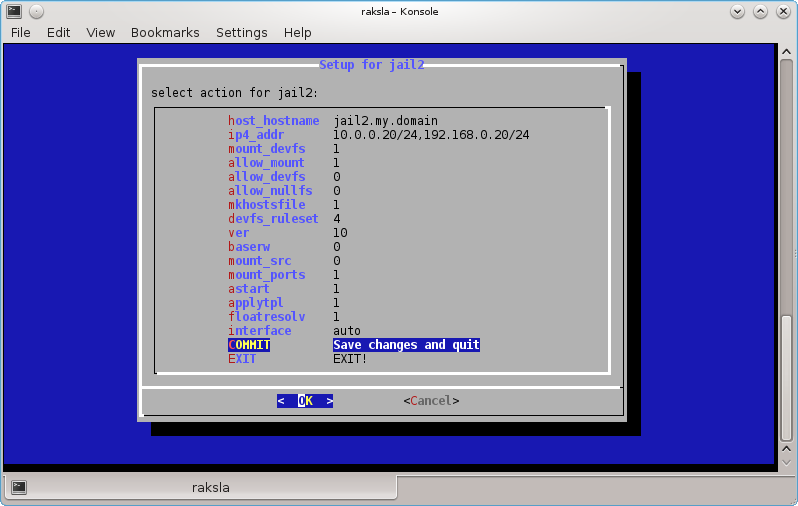 raksla – Konsole
File Edit View Bookmarks Settings Help
Setup for jail2
select action for jail2:
host_hostname jail2.my.domain
ip4_addr 10.0.0.20/24,192.168.0.20/24
mount_devfs 1
allow_mount 1
allow_devfs 0
allow_nullfs 0
mkhostsfile 1
devfs_ruleset 4
ver 10
baserw 0
mount_src 0
mount_ports 1
astart 1
applytpl 1
floatresolv 1
interface auto
COMMIT Save changes and quit
EXIT EXIT!
< OK > <Cancel>
raksla